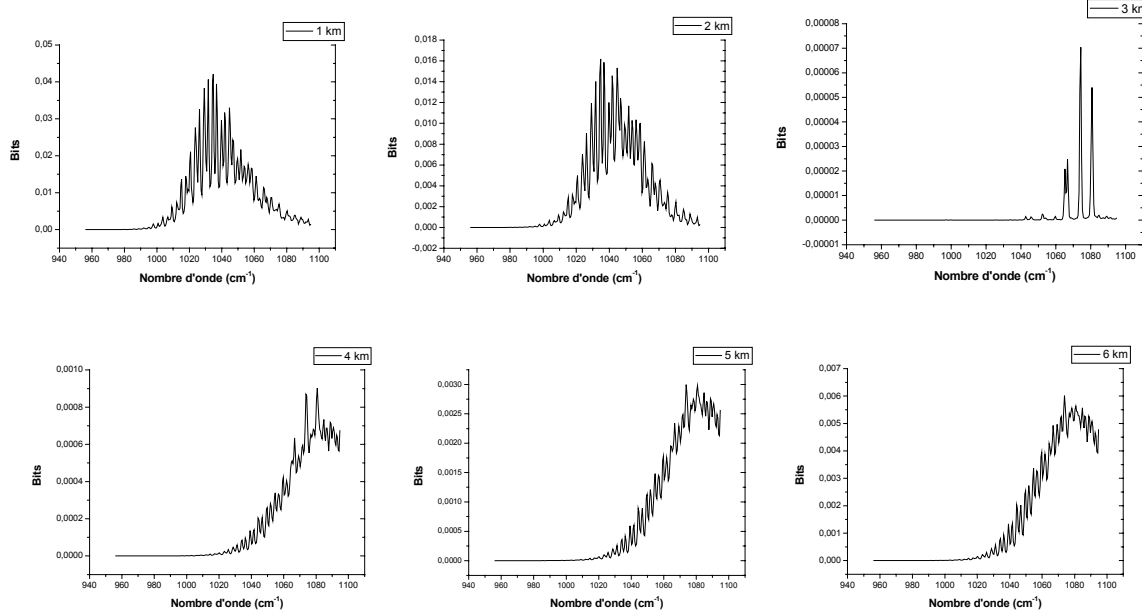 1 km
0,05
0,04
0,03
0,02
0,01
0,00
Bits
940 960 980 1000 1020 1040 1060 1080 1100
Nombre d'onde (cm-1)
2 km
0,018
0,016
0,014
0,012
0,010
0,008
0,006
0,004
0,002
0,000
-0,002
Bits
940 960 980 1000 1020 1040 1060 1080 1100
Nombre d'onde (cm-1)
3 km
0,00008
0,00007
0,00006
0,00005
0,00004
0,00003
0,00002
0,00001
0,00000
-0,00001
Bits
940 960 980 1000 1020 1040 1060 1080 1100
Nombre d'onde (cm-1)
4 km
0,0010
0,0008
0,0006
0,0004
0,0002
0,0000
Bits
940 960 980 1000 1020 1040 1060 1080 1100
Nombre d'onde (cm-1)
5 km
0,0030
0,0025
0,0020
0,0015
0,0010
0,0005
0,0000
Bits
940 960 980 1000 1020 1040 1060 1080 1100
Nombre d'onde (cm-1)
6 km
0,007
0,006
0,005
0,004
0,003
0,002
0,001
0,000
Bits
940 960 980 1000 1020 1040 1060 1080 1100
Nombre d'onde (cm-1)